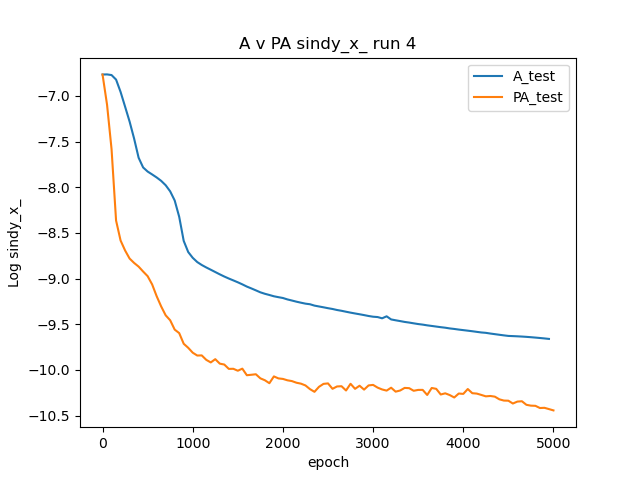 A v PA sindy_x_ run 4
A_test
PA_test
Log sindy_x_
−7.0
−7.5
−8.0
−8.5
−9.0
−9.5
−10.0
−10.5
0 1000 2000 3000 4000 5000
epoch